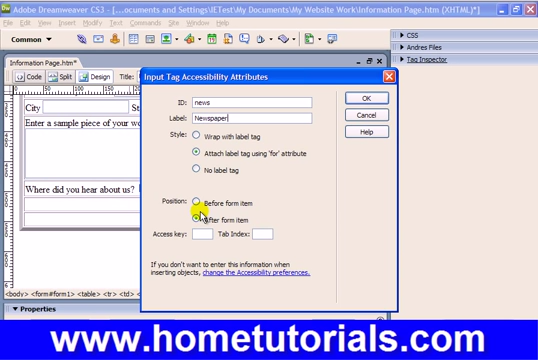 Adobe Dreamweaver CS3 - [...ocuments and Settings\IETest\My Documents\My Website Work\Information Page.htm (XHTML)*]
File Edit View Insert Modify Text Commands Site Window Help
Common
CSS
Andres Files
Tag Inspector
Information Page.htm*
Code Split Design Title:
Input Tag Accessibility Attributes
ID: news
OK
Label: Newspaper
Cancel
Style: Wrap with label tag
Help
Attach label tag using 'for' attribute
No label tag
City
St
Enter a sample piece of your wo
Where did you hear about us?
Position: Before form item
After form item
Access key: Tab Index:
If you don't want to enter this information when
inserting objects, change the Accessibility preferences.
<body> <form#form1> <table> <tr> <td>
Properties
www.hometutorials.com